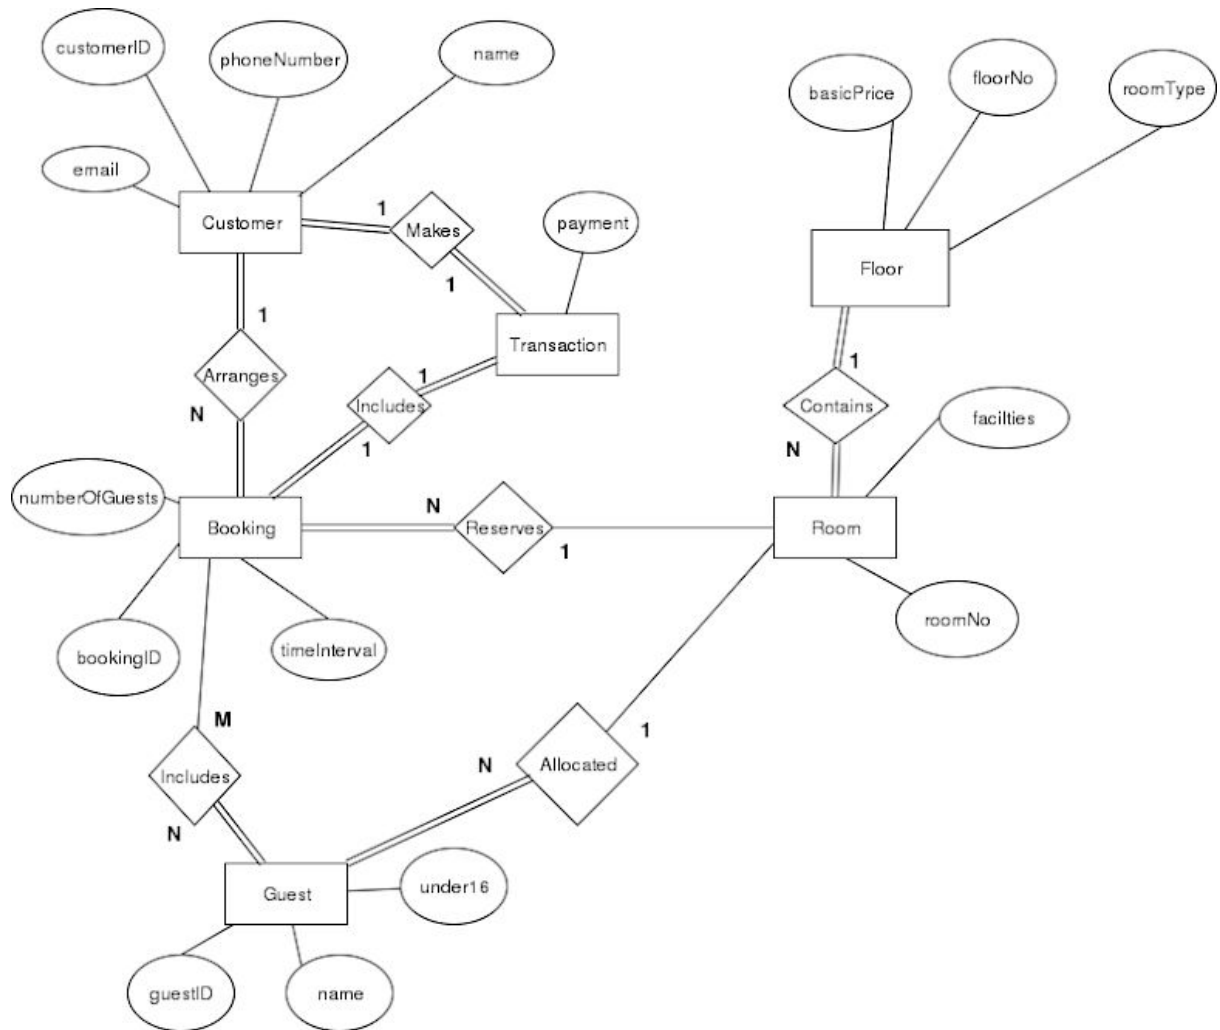 customerID
phoneNumber
name
email
Customer
1
Makes
1
payment
Transaction
basicPrice
floorNo
roomType
Floor
1
Contains
N
facilties
Room
roomNo
1
Arranges
N
1
Includes
1
numberOfGuests
Booking
N
Reserves
1
bookingID
timeInterval
M
Includes
N
N
Allocated
1
Guest
under16
guestID
name